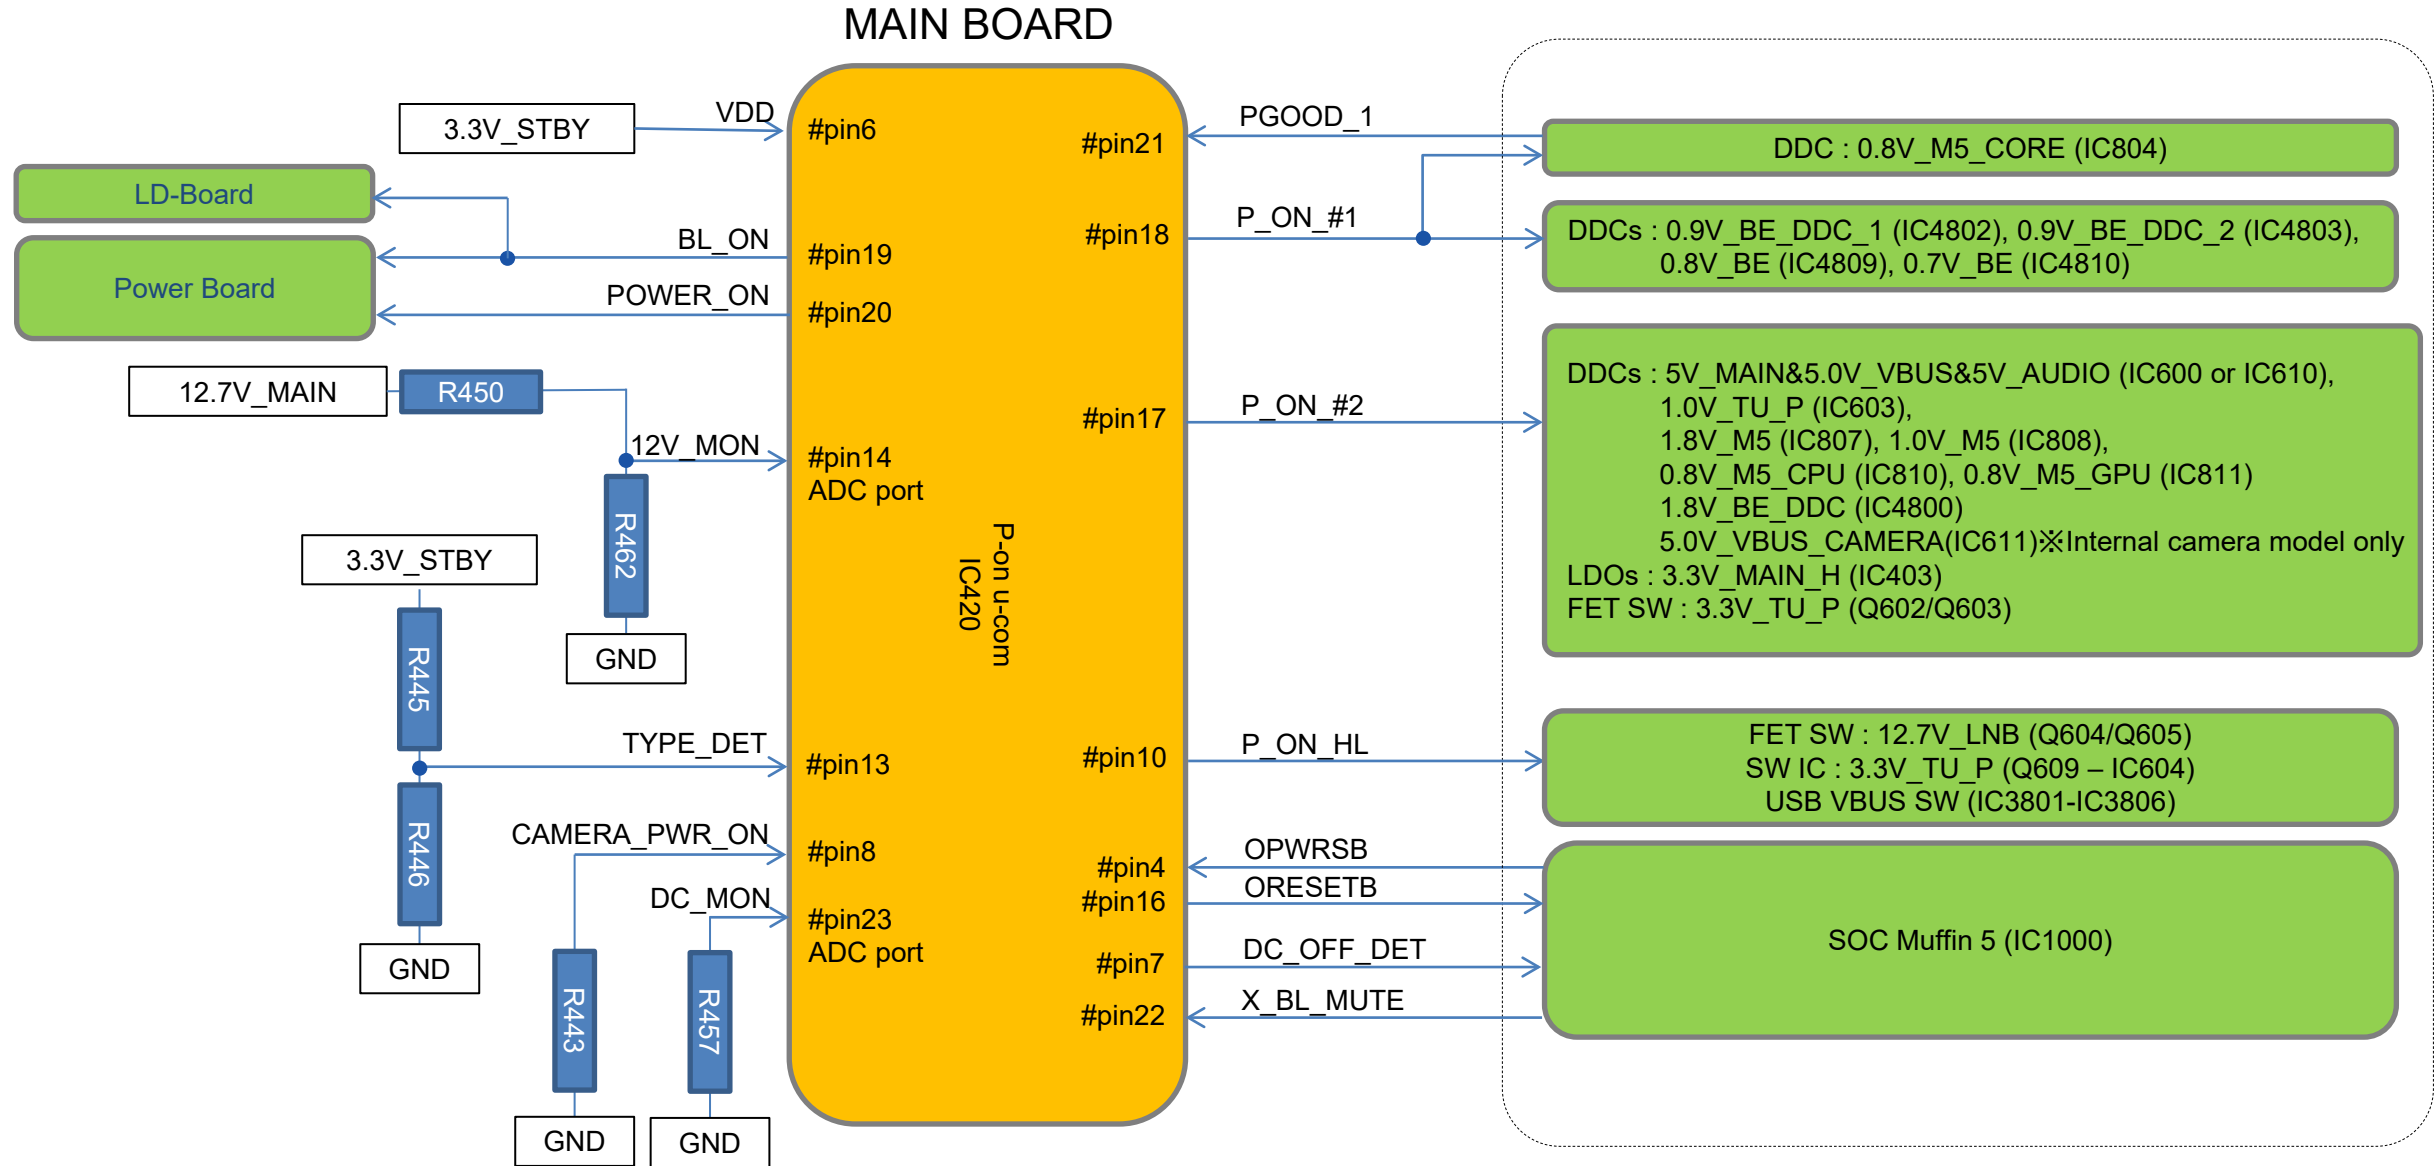 MAIN BOARD
3.3V_STBY
VDD
#pin6
LD-Board
Power Board
BL_ON
#pin19
POWER_ON
#pin20
12.7V_MAIN
R450
12V_MON
#pin14
ADC port
R462
GND
3.3V_STBY
R445
TYPE_DET
#pin13
R446
GND
CAMERA_PWR_ON
#pin8
R443
GND
DC_MON
#pin23
ADC port
R457
GND
P-on u-com
IC420
#pin21
PGOOD_1
DDC : 0.8V_M5_CORE (IC804)
#pin18
P_ON_#1
DDCs : 0.9V_BE_DDC_1 (IC4802), 0.9V_BE_DDC_2 (IC4803),
0.8V_BE (IC4809), 0.7V_BE (IC4810)
#pin17
P_ON_#2
DDCs : 5V_MAIN&5.0V_VBUS&5V_AUDIO (IC600 or IC610),
1.0V_TU_P (IC603),
1.8V_M5 (IC807), 1.0V_M5 (IC808),
0.8V_M5_CPU (IC810), 0.8V_M5_GPU (IC811)
1.8V_BE_DDC (IC4800)
5.0V_VBUS_CAMERA(IC611)※Internal camera model only
LDOs : 3.3V_MAIN_H (IC403)
FET SW : 3.3V_TU_P (Q602/Q603)
#pin10
P_ON_HL
FET SW : 12.7V_LNB (Q604/Q605)
SW IC : 3.3V_TU_P (Q609 – IC604)
USB VBUS SW (IC3801-IC3806)
#pin4
OPWRSB
#pin16
ORESETB
#pin7
DC_OFF_DET
#pin22
X_BL_MUTE
SOC Muffin 5 (IC1000)